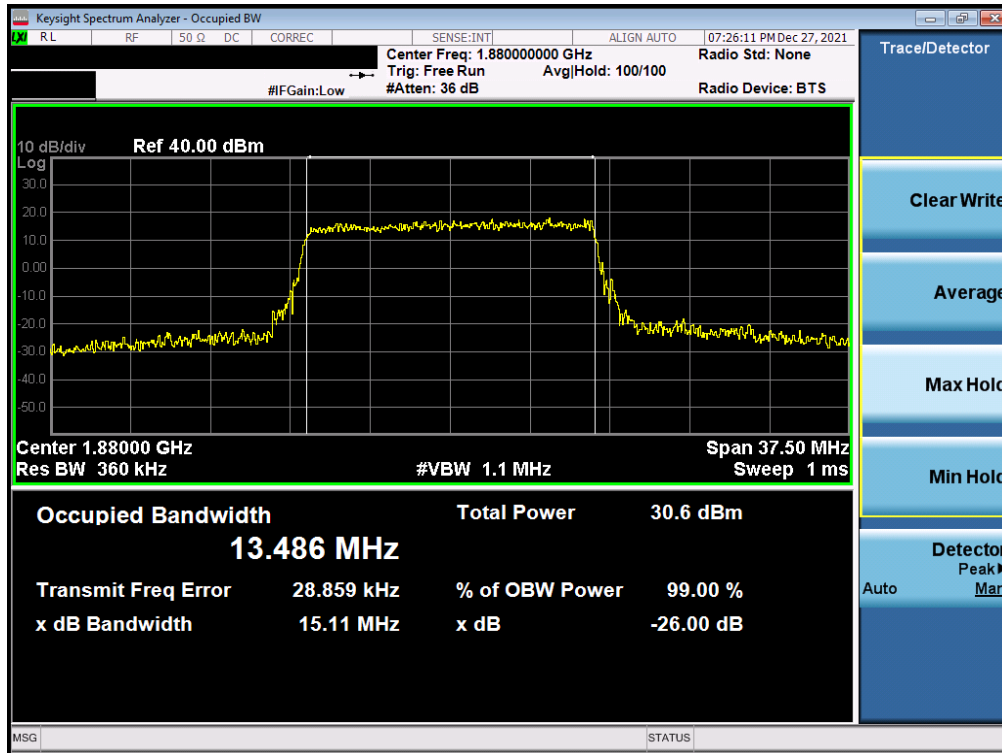 Keysight Spectrum Analyzer - Occupied BW
LXI RL RF 50 Ω DC CORREC SENSE:INT ALIGN AUTO 07:26:11 PM Dec 27, 2021
Center Freq: 1.880000000 GHz Radio Std: None
Trig: Free Run Avg|Hold: 100/100
#IFGain:Low #Atten: 36 dB Radio Device: BTS
Trace/Detector
10 dB/div Ref 40.00 dBm
Log
30.0
20.0
10.0
0.00
-10.0
-20.0
-30.0
-40.0
-50.0
Center 1.88000 GHz Span 37.50 MHz
Res BW 360 kHz #VBW 1.1 MHz Sweep 1 ms
Occupied Bandwidth Total Power 30.6 dBm
13.486 MHz
Transmit Freq Error 28.859 kHz % of OBW Power 99.00 %
x dB Bandwidth 15.11 MHz x dB -26.00 dB
Clear Write
Average
Max Hold
Min Hold
Detector
Peak
Auto Man
MSG STATUS